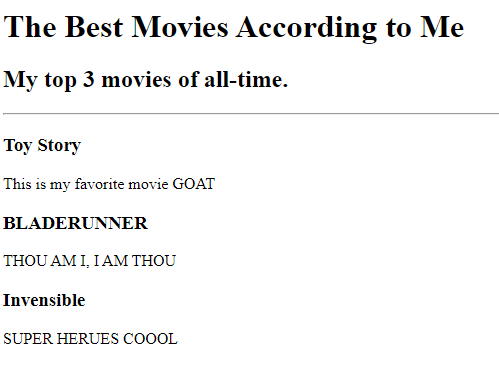 The Best Movies According to Me
My top 3 movies of all-time.
Toy Story
This is my favorite movie GOAT
BLADERUNNER
THOU AM I, I AM THOU
Invensible
SUPER HERUES COOOL